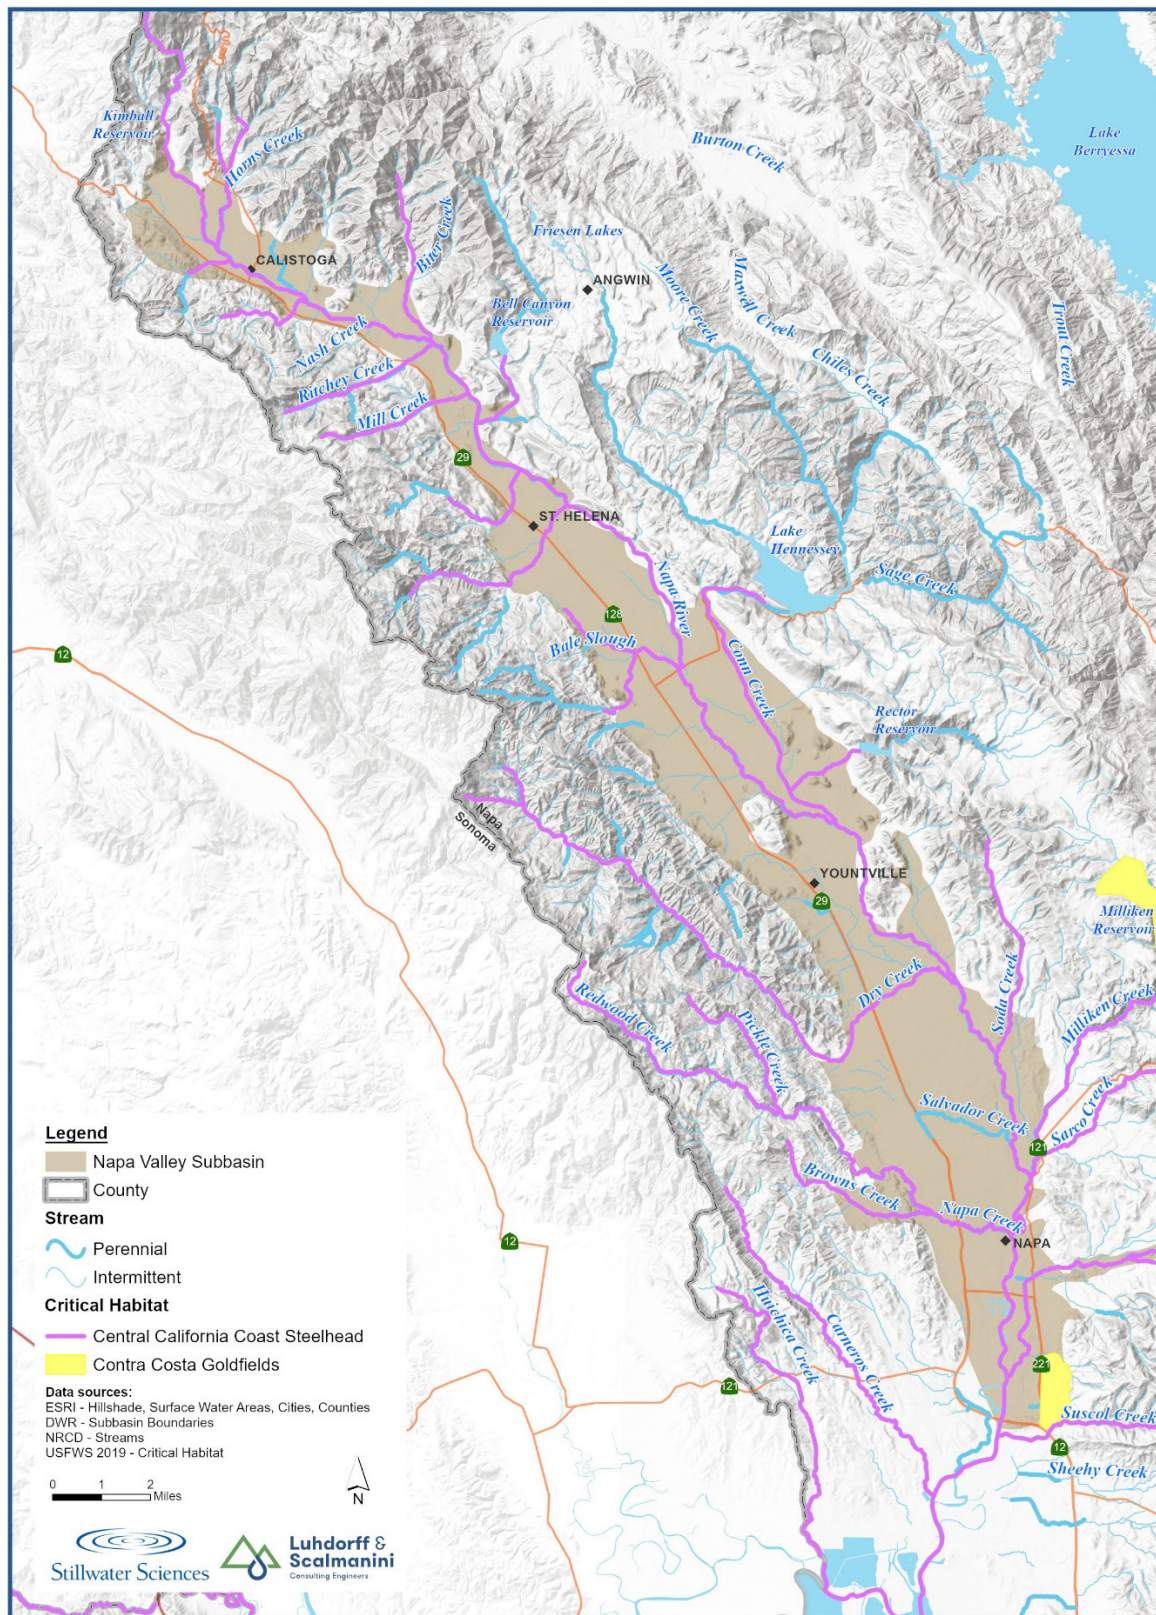 Kimball
Reservoir
Horns Creek
Burton Creek
Lake
Berryessa
Biter Creek
Friesen Lakes
CALISTOGA
ANGWIN
Moore Creek
Maxwell Creek
Trout Creek
Bell Canyon
Reservoir
Nash Creek
Chiles Creek
Ritchey Creek
Mill Creek
29
ST. HELENA
Lake
Hennessey
Napa River
Sage Creek
128
Bale Slough
12
Conn Creek
Rector
Reservoir
Napa
Sonoma
YOUNTVILLE
29
Milliken
Reservoir
Dry Creek
Soda Creek
Redwood Creek
Pickle Creek
Milliken Creek
Salvador Creek
Sarco Creek
121
Browns Creek
Napa Creek
NAPA
12
Huichica Creek
Carneros Creek
121
221
Suscol Creek
12
Sheehy Creek
Legend
Napa Valley Subbasin
County
Stream
Perennial
Intermittent
Critical Habitat
Central California Coast Steelhead
Contra Costa Goldfields
Data sources:
ESRI - Hillshade, Surface Water Areas, Cities, Counties
DWR - Subbasin Boundaries
NRCD - Streams
USFWS 2019 - Critical Habitat
0 1 2
Miles
N
Stillwater Sciences
Luhdorff &
Scalmanini
Consulting Engineers